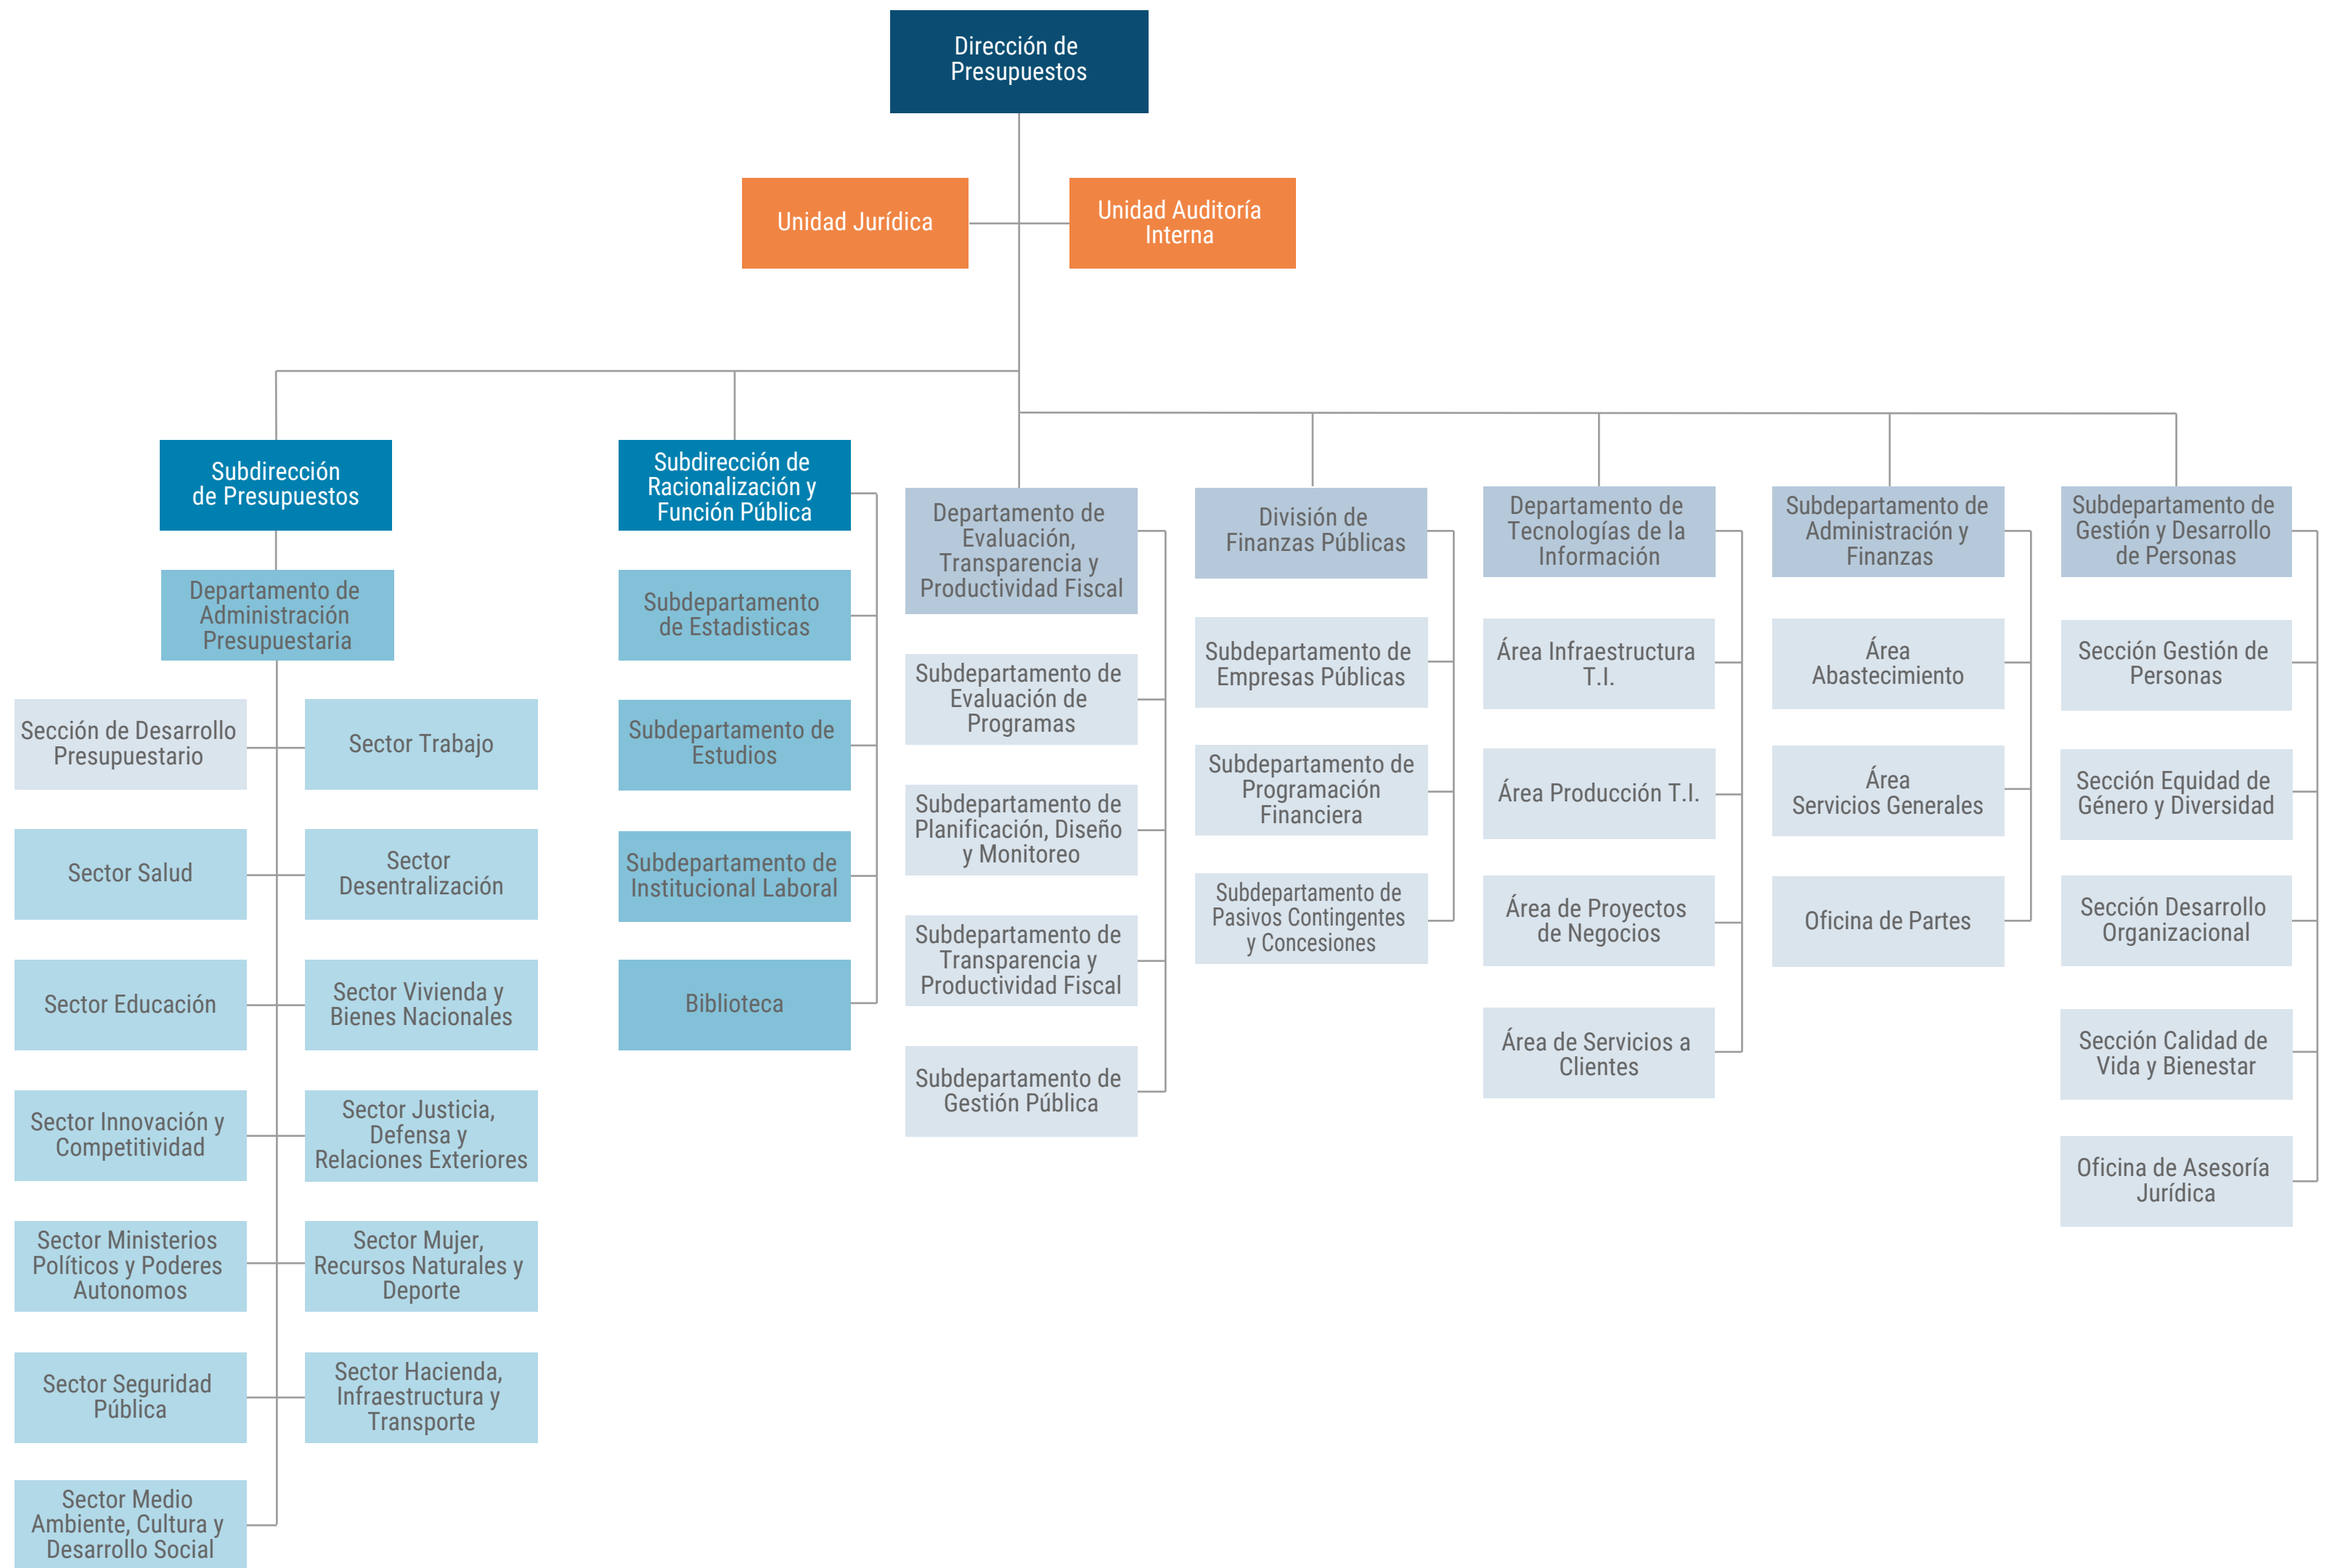 Dirección de
Presupuestos
Unidad Jurídica
Unidad Auditoría
Interna
Subdirección
de Presupuestos
Departamento de
Administración
Presupuestaria
Sección de Desarrollo
Presupuestario
Sector Trabajo
Sector Salud
Sector
Desentralización
Sector Educación
Sector Vivienda y
Bienes Nacionales
Sector Innovación y
Competitividad
Sector Justicia,
Defensa y
Relaciones Exteriores
Sector Ministerios
Políticos y Poderes
Autonomos
Sector Mujer,
Recursos Naturales y
Deporte
Sector Seguridad
Pública
Sector Hacienda,
Infraestructura y
Transporte
Sector Medio
Ambiente, Cultura y
Desarrollo Social
Subdirección de
Racionalización y
Función Pública
Subdepartamento
de Estadisticas
Subdepartamento de
Estudios
Subdepartamento de
Institucional Laboral
Biblioteca
Departamento de
Evaluación,
Transparencia y
Productividad Fiscal
Subdepartamento de
Evaluación de
Programas
Subdepartamento de
Planificación, Diseño
y Monitoreo
Subdepartamento de
Transparencia y
Productividad Fiscal
Subdepartamento de
Gestión Pública
División de
Finanzas Públicas
Subdepartamento de
Empresas Públicas
Subdepartamento de
Programación
Financiera
Subdepartamento de
Pasivos Contingentes
y Concesiones
Departamento de
Tecnologías de la
Información
Área Infraestructura
T.I.
Área Producción T.I.
Área de Proyectos
de Negocios
Área de Servicios a
Clientes
Subdepartamento de
Administración y
Finanzas
Área
Abastecimiento
Área
Servicios Generales
Oficina de Partes
Subdepartamento de
Gestión y Desarrollo
de Personas
Sección Gestión de
Personas
Sección Equidad de
Género y Diversidad
Sección Desarrollo
Organizacional
Sección Calidad de
Vida y Bienestar
Oficina de Asesoría
Jurídica